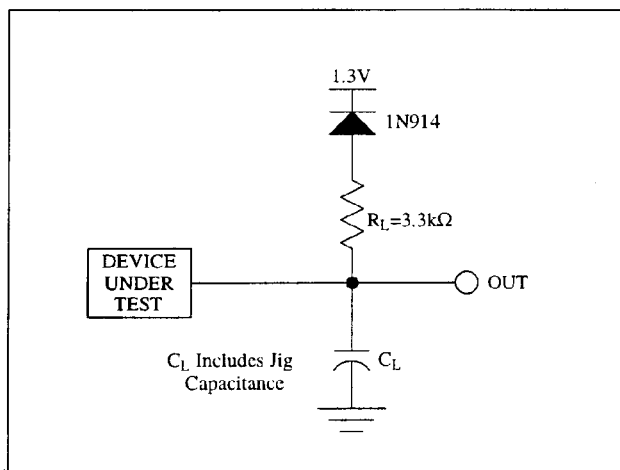 1.3V
1N914
R_L=3.3kΩ
DEVICE
UNDER
TEST
OUT
C_L Includes Jig
Capacitance
C_L